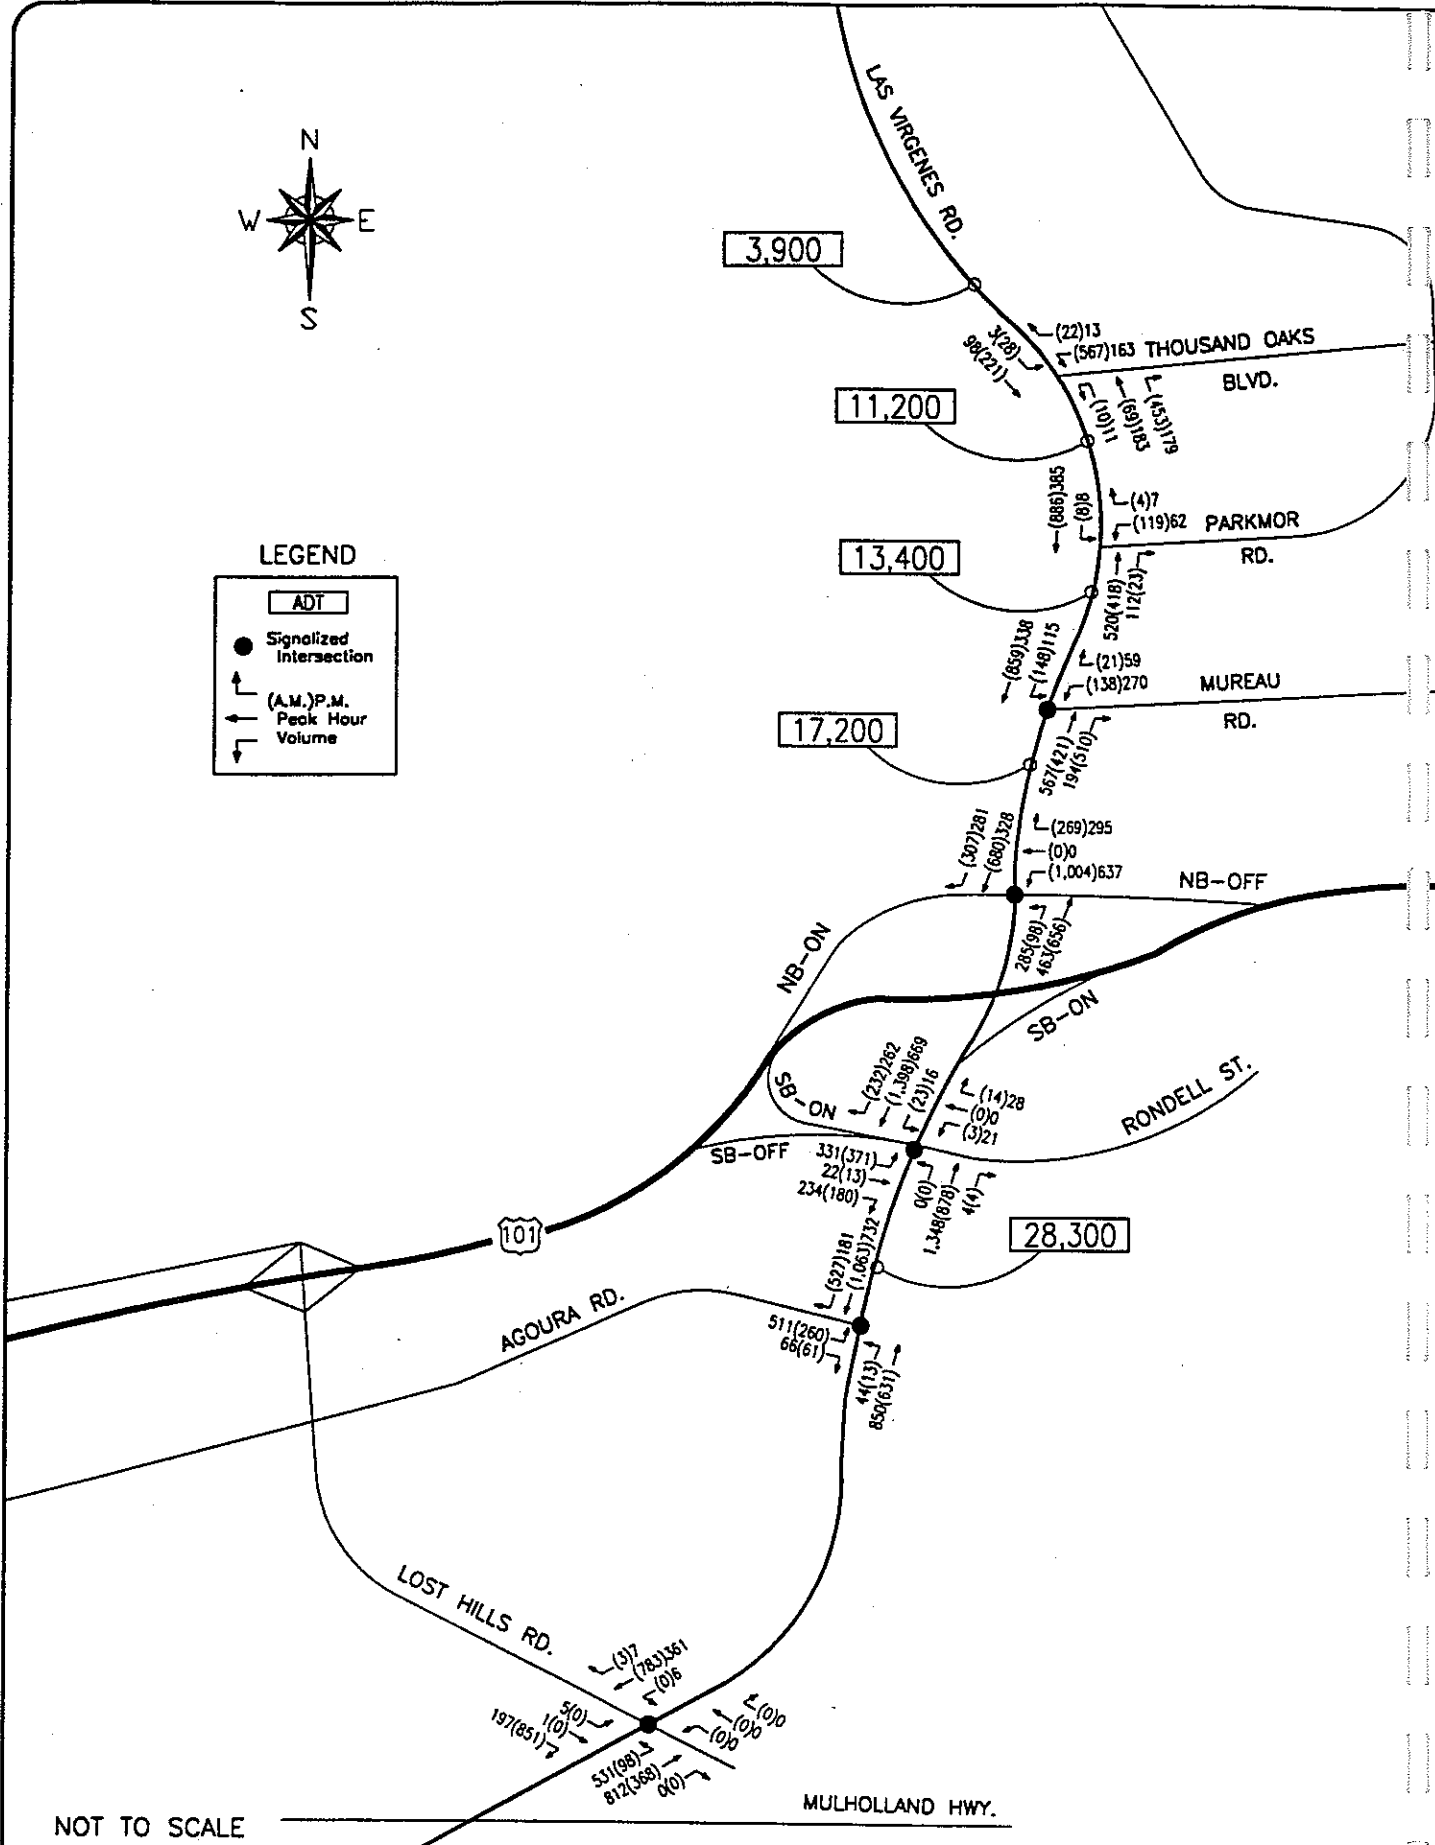 LAS VIRGENES RD.
N
W
E
S
3,900
(22)13
(567)163
THOUSAND OAKS
BLVD.
3(28)
98(221)
(10)11
(69)183
(453)179
11,200
(886)385
(8)8
(4)7
(119)62
PARKMOR
RD.
13,400
520(418)
112(23)
LEGEND
ADT
Signalized
Intersection
(A.M.)P.M.
Peak Hour
Volume
(859)338
(148)115
(21)59
(138)270
MUREAU
RD.
17,200
567(421)
194(510)
(307)281
(680)328
(269)295
(0)0
(1,004)637
NB-OFF
NB-ON
285(98)
463(656)
SB-ON
SB-ON
(232)262
(1,398)669
(23)16
(14)28
(0)0
(3)21
RONDELL ST.
SB-OFF
331(371)
22(13)
234(180)
0(0)
1,348(878)
4(4)
101
28,300
(527)181
(1,063)732
AGOURA RD.
511(260)
66(61)
44(13)
850(631)
LOST HILLS RD.
(3)7
(783)361
(0)6
5(0)
1(0)
197(851)
(0)0
(0)0
(0)0
531(98)
812(368)
0(0)
MULHOLLAND HWY.
NOT TO SCALE